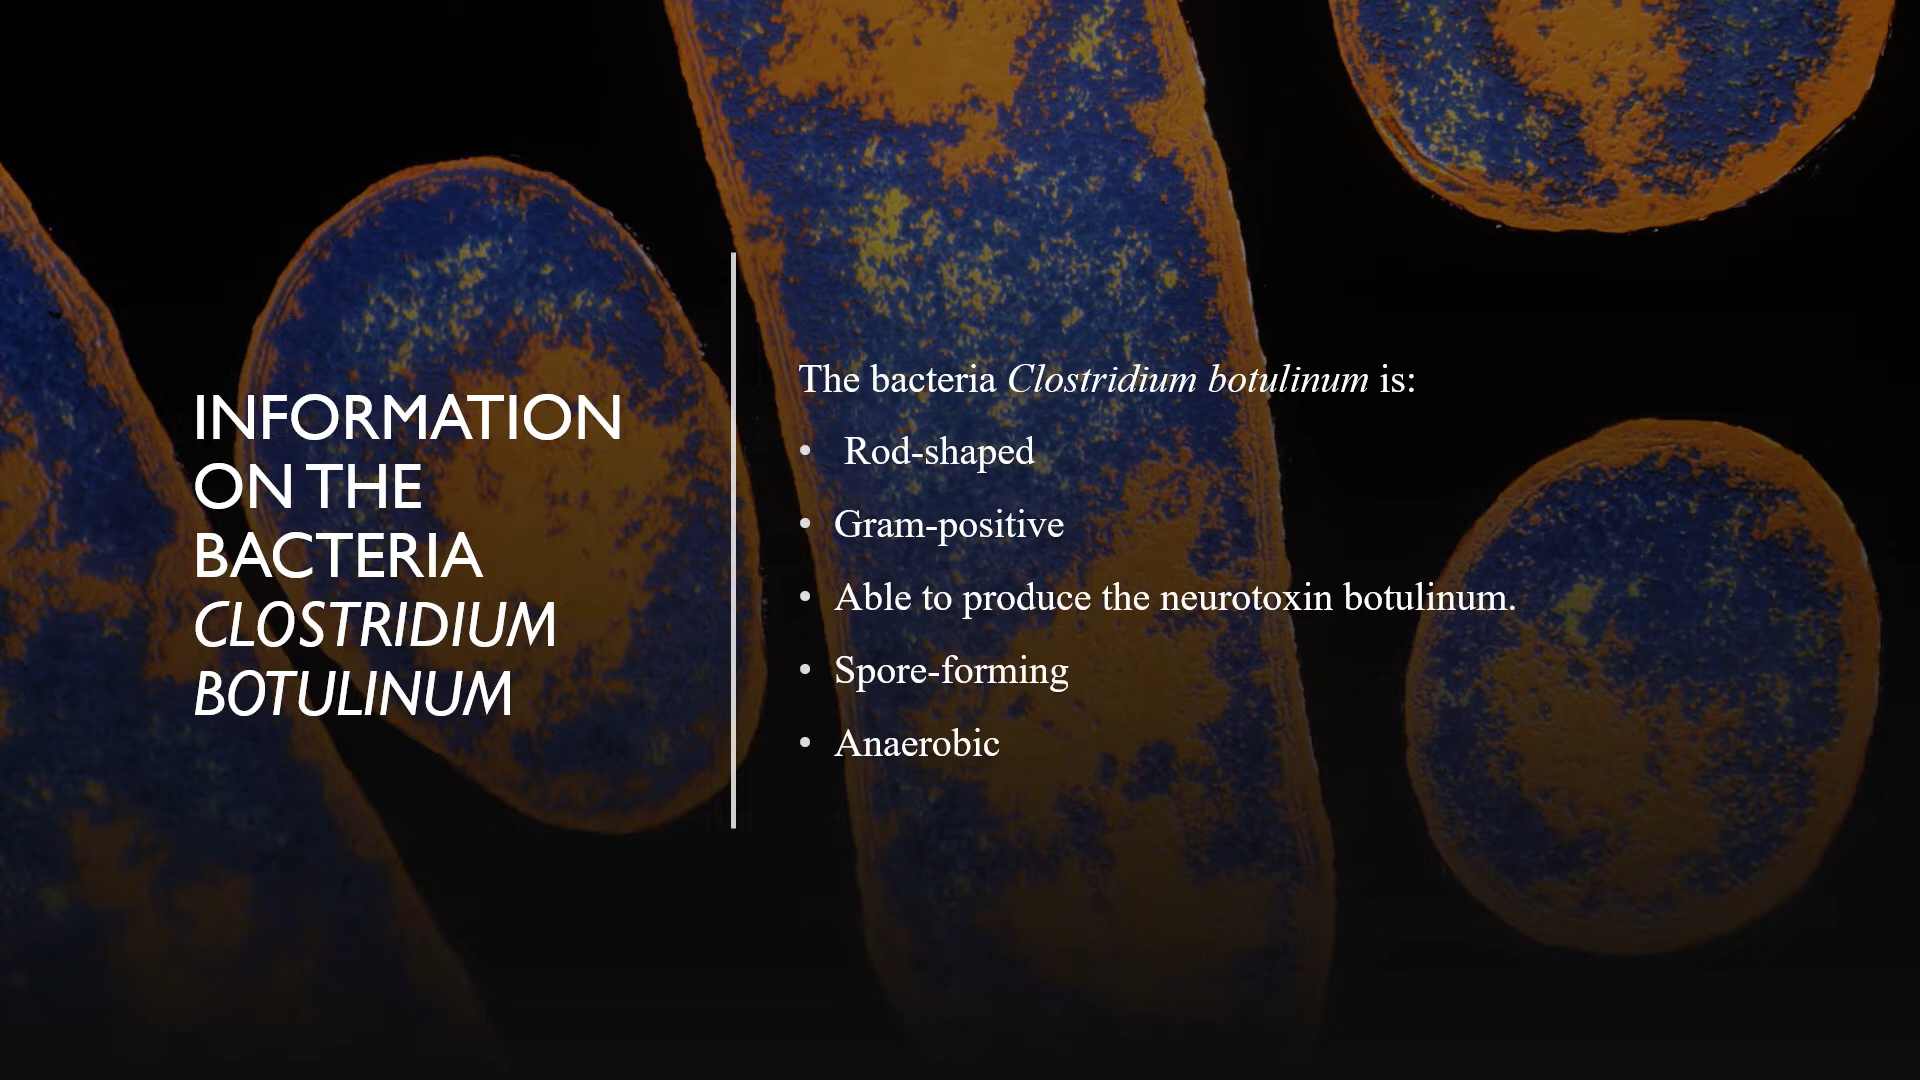 INFORMATION
ON THE
BACTERIA
CLOSTRIDIUM
BOTULINUM
The bacteria Clostridium botulinum is:
• Rod-shaped
• Gram-positive
• Able to produce the neurotoxin botulinum.
• Spore-forming
• Anaerobic